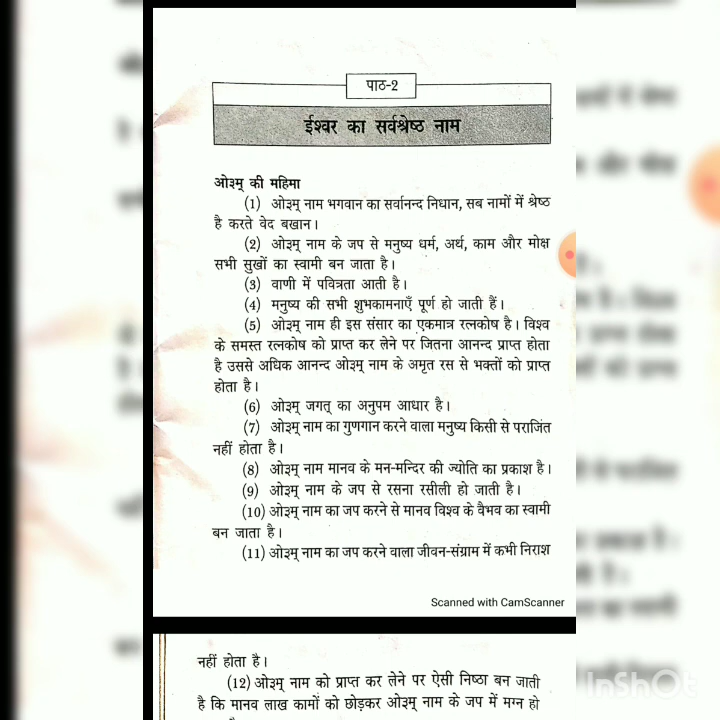 पाठ-2
ईश्वर का सर्वश्रेष्ठ नाम
ओ३म् की महिमा
(1) ओ३म् नाम भगवान का सर्वानन्द निधान, सब नामों में श्रेष्ठ
है करते वेद बखान।
(2) ओ३म् नाम के जप से मनुष्य धर्म, अर्थ, काम और मोक्ष
सभी सुखों का स्वामी बन जाता है।
(3) वाणी में पवित्रता आती है।
(4) मनुष्य की सभी शुभकामनाएँ पूर्ण हो जाती हैं।
(5) ओ३म् नाम ही इस संसार का एकमात्र रत्नकोष है। विश्व
के समस्त रत्नकोष को प्राप्त कर लेने पर जितना आनन्द प्राप्त होता
है उससे अधिक आनन्द ओ३म् नाम के अमृत रस से भक्तों को प्राप्त
होता है।
(6) ओ३म् जगत् का अनुपम आधार है।
(7) ओ३म् नाम का गुणगान करने वाला मनुष्य किसी से पराजित
नहीं होता है।
(8) ओ३म् नाम मानव के मन-मन्दिर की ज्योति का प्रकाश है।
(9) ओ३म् नाम के जप से रसना रसीली हो जाती है।
(10) ओ३म् नाम का जप करने से मानव विश्व के वैभव का स्वामी
बन जाता है।
(11) ओ३म् नाम का जप करने वाला जीवन-संग्राम में कभी निराश
Scanned with CamScanner
नहीं होता है।
(12) ओ३म् नाम को प्राप्त कर लेने पर ऐसी निष्ठा बन जाती
है कि मानव लाख कामों को छोड़कर ओ३म् नाम के जप में मग्न हो
InShOt